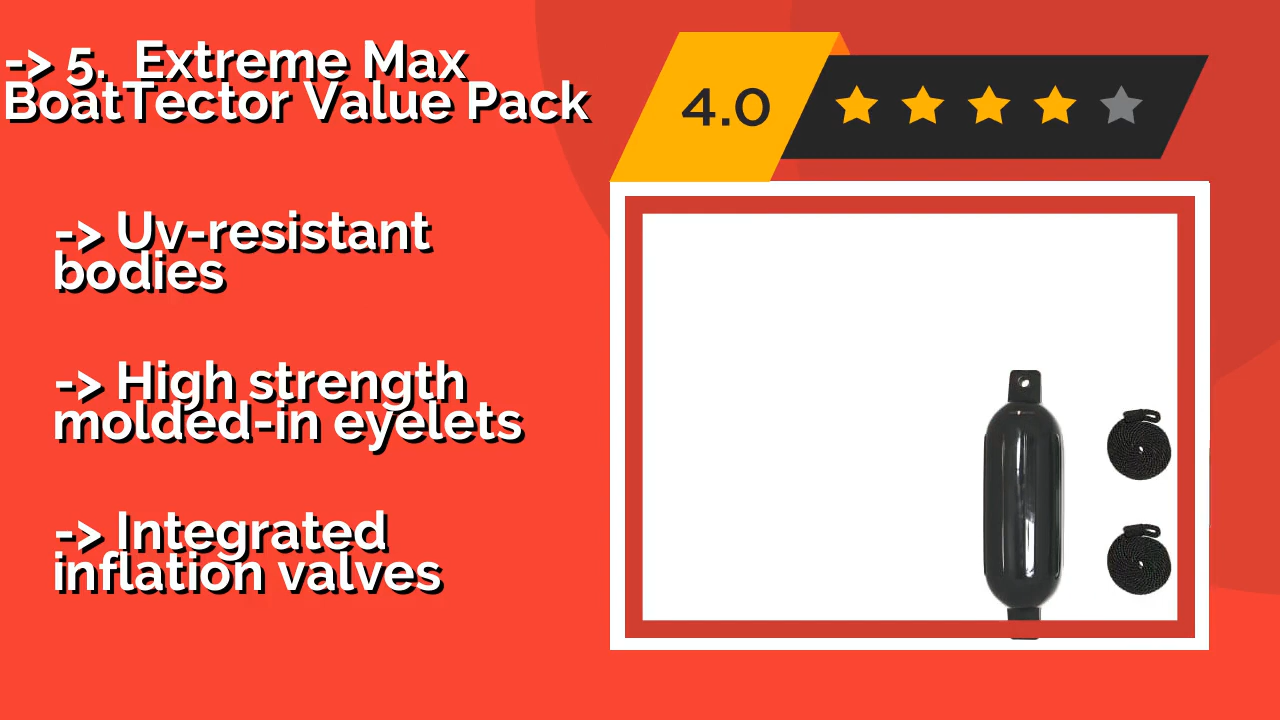 -> 5.  Extreme Max
BoatTector Value Pack
4.0
-> Uv-resistant
bodies
-> High strength
molded-in eyelets
-> Integrated
inflation valves